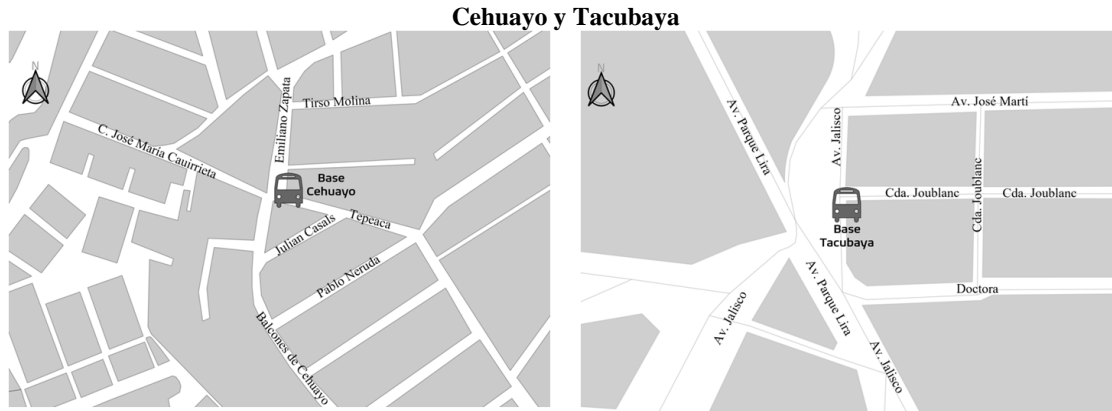 Cehuayo y Tacubaya
N
Emiliano Zapata
Tirso Molina
C. José María Cauirrieta
Base
Cehuayo
Tepeaca
Julian Casals
Pablo Neruda
Balcones de Cehuayo
N
Av. José Martí
Av. Parque Lira
Av. Jalisco
Cda. Joublanc
Cda. Joublanc
Cda. Joublanc
Base
Tacubaya
Av. Parque Lira
Doctora
Av. Jalisco
Av. Jalisco